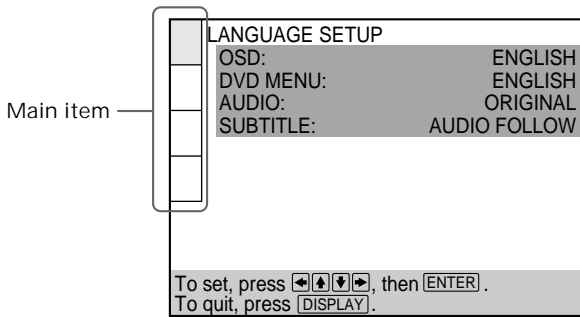 LANGUAGE SETUP
OSD: ENGLISH
DVD MENU: ENGLISH
AUDIO: ORIGINAL
SUBTITLE: AUDIO FOLLOW
Main item
To set, press ←↑↓→, then ENTER .
To quit, press DISPLAY .